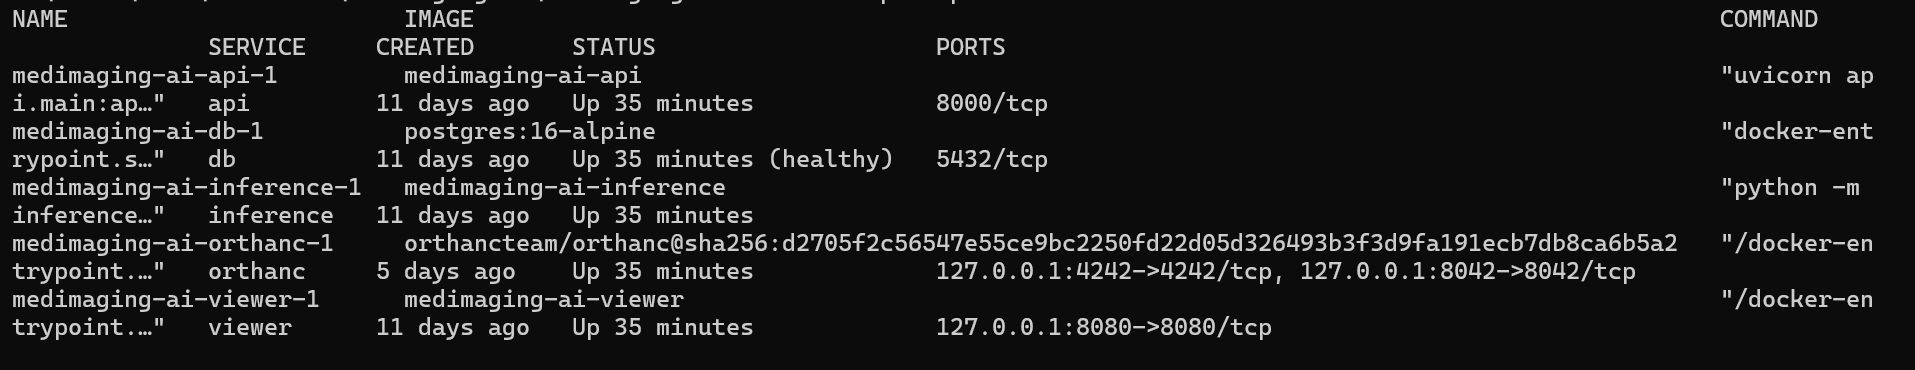 NAME IMAGE COMMAND
SERVICE CREATED STATUS PORTS
medimaging-ai-api-1 medimaging-ai-api "uvicorn ap
i.main:ap…" api 11 days ago Up 35 minutes 8000/tcp
medimaging-ai-db-1 postgres:16-alpine "docker-ent
rypoint.s…" db 11 days ago Up 35 minutes (healthy) 5432/tcp
medimaging-ai-inference-1 medimaging-ai-inference "python -m
inference…" inference 11 days ago Up 35 minutes
medimaging-ai-orthanc-1 orthancteam/orthanc@sha256:d2705f2c56547e55ce9bc2250fd22d05d326493b3f3d9fa191ecb7db8ca6b5a2 "/docker-en
trypoint.…" orthanc 5 days ago Up 35 minutes 127.0.0.1:4242->4242/tcp, 127.0.0.1:8042->8042/tcp
medimaging-ai-viewer-1 medimaging-ai-viewer "/docker-en
trypoint.…" viewer 11 days ago Up 35 minutes 127.0.0.1:8080->8080/tcp